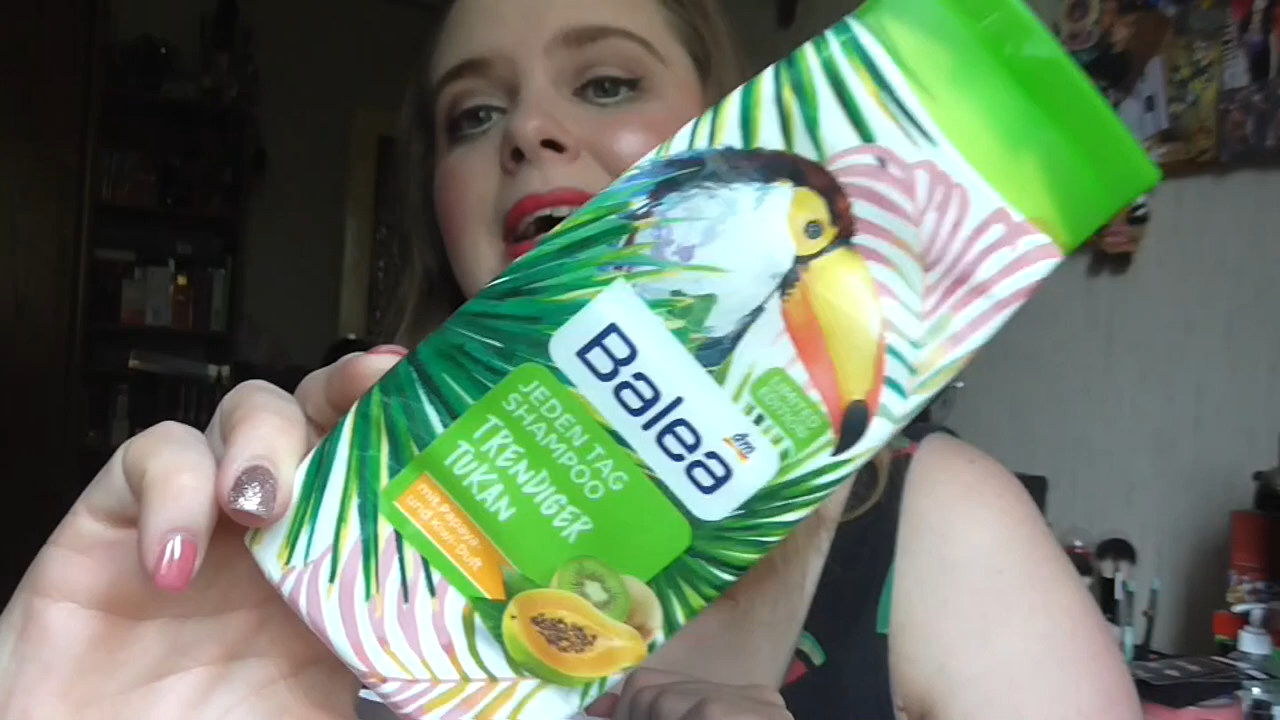 Balea
dm
LIMITED
EDITION
JEDEN TAG
SHAMPOO
TRENDIGER
TUKAN
mit Papaya-
und Kiwi-Duft